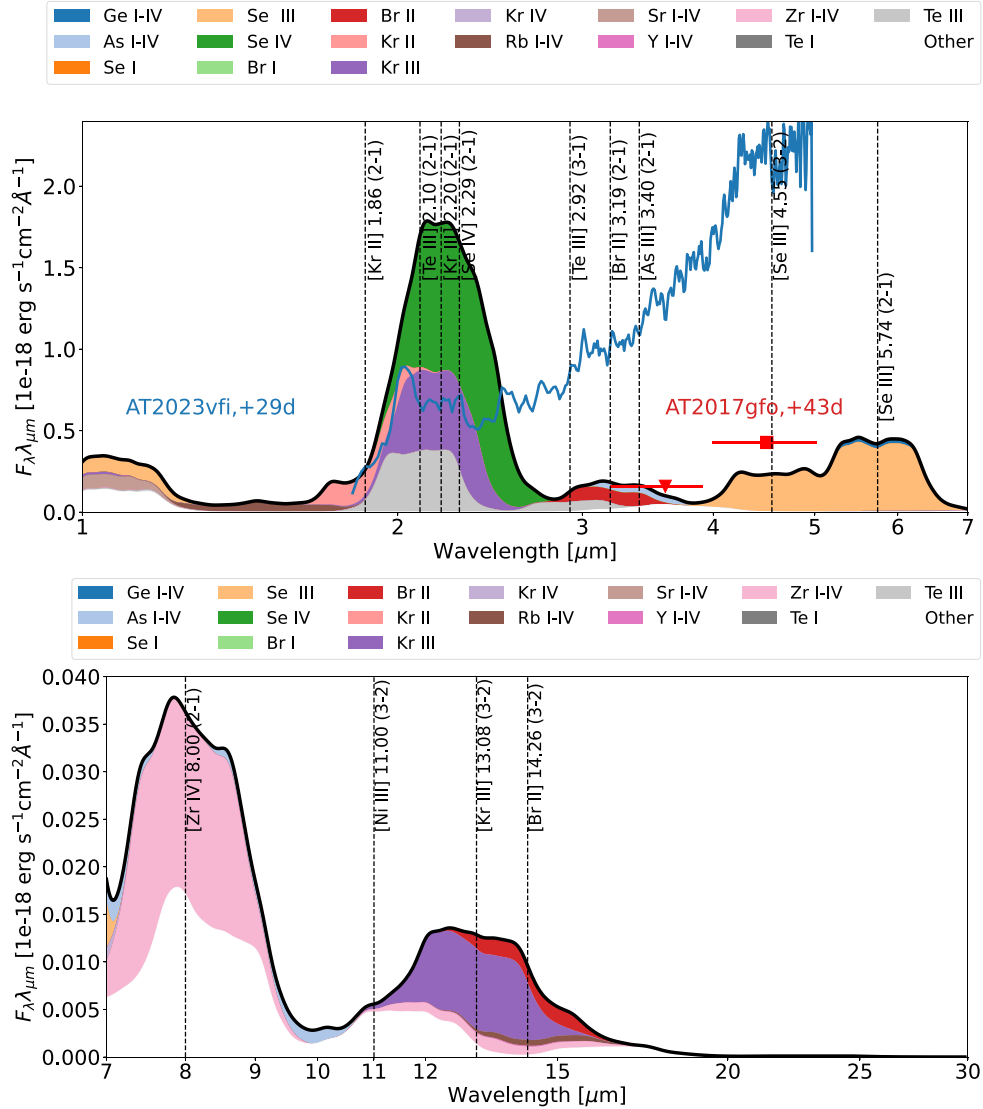 Ge I-IV Se III Br II Kr IV Sr I-IV Zr I-IV Te III
As I-IV Se IV Kr II Rb I-IV Y I-IV Te I Other
Se I Br I Kr III
F_λ λ_μm [1e-18 erg s⁻¹cm⁻²Å⁻¹]
2.0
1.5
1.0
0.5
0.0
[Kr II] 1.86 (2-1)
[Te III] 2.10 (2-1)
[Kr III] 2.20 (2-1)
[Se IV] 2.29 (2-1)
[Te III] 2.92 (3-1)
[Br II] 3.19 (2-1)
[As III] 3.40 (2-1)
[Se III] 4.55 (3-2)
[Se III] 5.74 (2-1)
AT2023vfi,+29d
AT2017gfo,+43d
1 2 3 4 5 6 7
Wavelength [μm]
Ge I-IV Se III Br II Kr IV Sr I-IV Zr I-IV Te III
As I-IV Se IV Kr II Rb I-IV Y I-IV Te I Other
Se I Br I Kr III
F_λ λ_μm [1e-18 erg s⁻¹cm⁻²Å⁻¹]
0.040
0.035
0.030
0.025
0.020
0.015
0.010
0.005
0.000
[Zr IV] 8.00 (2-1)
[Ni III] 11.00 (3-2)
[Kr III] 13.08 (3-2)
[Br II] 14.26 (3-2)
7 8 9 10 11 12 15 20 25 30
Wavelength [μm]